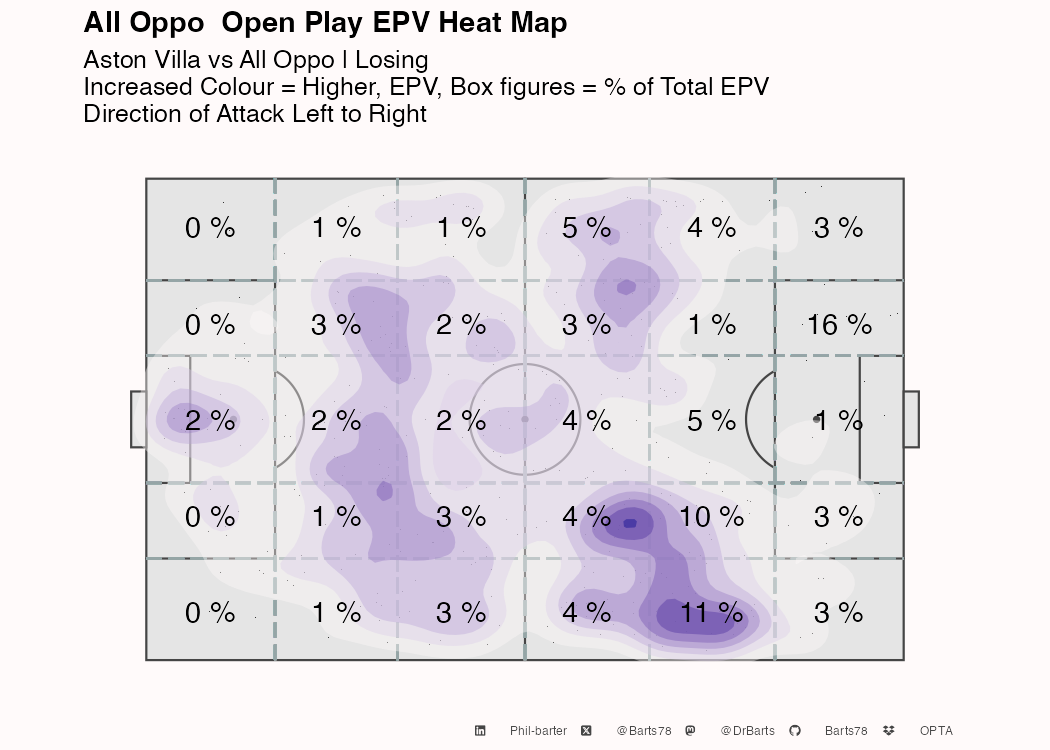 All Oppo  Open Play EPV Heat Map
Aston Villa vs All Oppo | Losing
Increased Colour = Higher, EPV, Box figures = % of Total EPV
Direction of Attack Left to Right
0 % 1 % 1 % 5 % 4 % 3 %
0 % 3 % 2 % 3 % 1 % 16 %
2 % 2 % 2 % 4 % 5 % 1 %
0 % 1 % 3 % 4 % 10 % 3 %
0 % 1 % 3 % 4 % 11 % 3 %
Phil-barter @Barts78 @DrBarts Barts78 OPTA